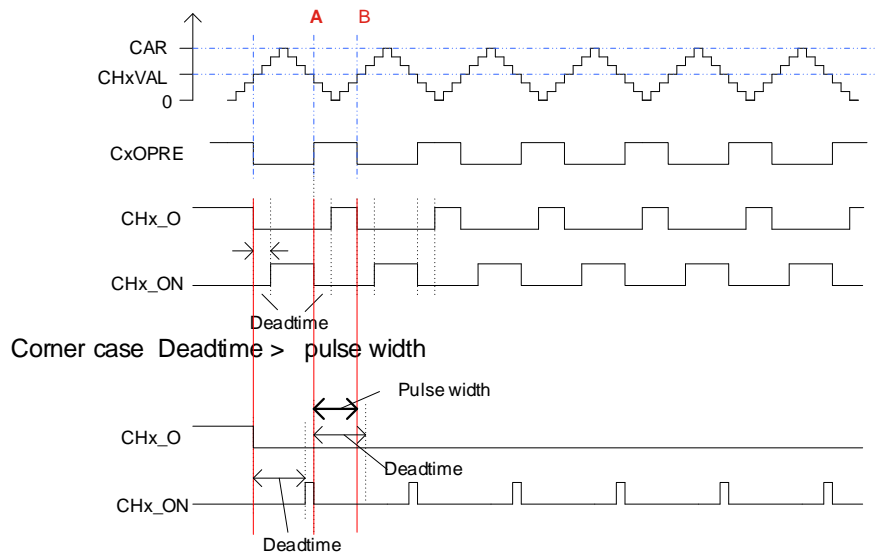 A B
CAR
CHxVAL
0
CxOPRE
CHx_O
CHx_ON
Deadtime
Corner case Deadtime > pulse width
Pulse width
CHx_O
Deadtime
CHx_ON
Deadtime